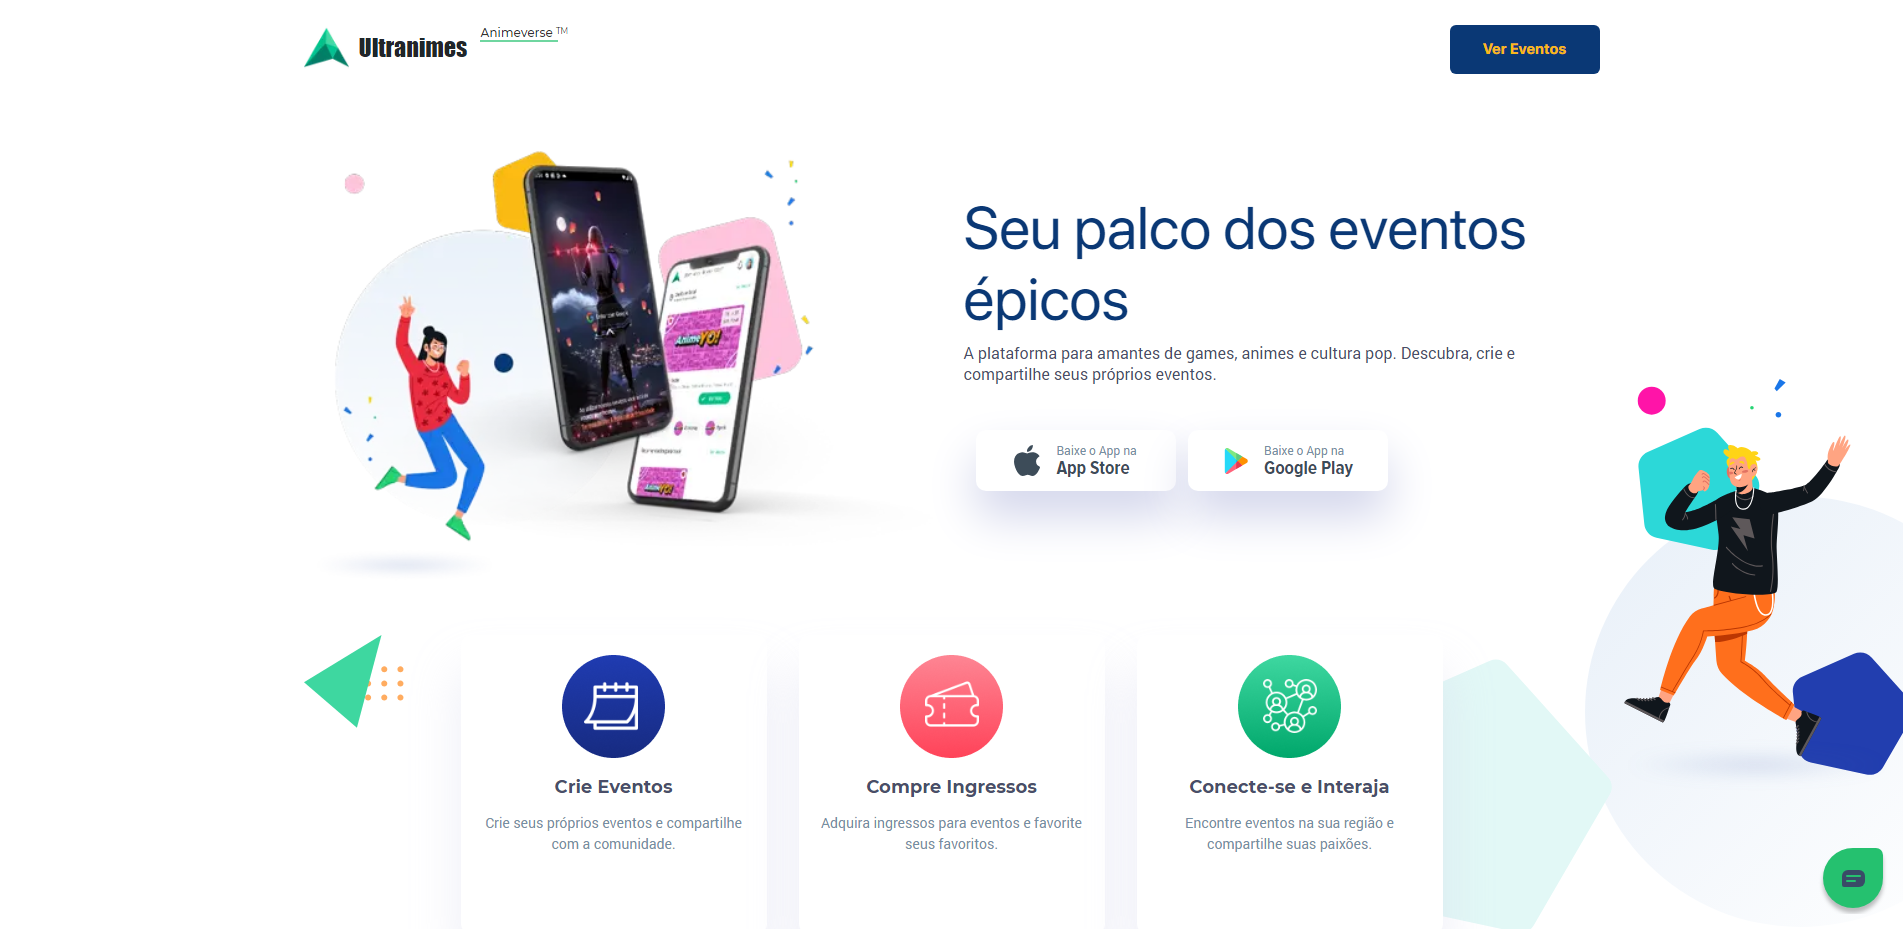 Ultranimes
Animeverse ™
Ver Eventos
Seu palco dos eventos
épicos
A plataforma para amantes de games, animes e cultura pop. Descubra, crie e
compartilhe seus próprios eventos.
Baixe o App na
App Store
Baixe o App na
Google Play
AnimeYO!
AnimeYO!
Crie Eventos
Crie seus próprios eventos e compartilhe
com a comunidade.
Compre Ingressos
Adquira ingressos para eventos e favorite
seus favoritos.
Conecte-se e Interaja
Encontre eventos na sua região e
compartilhe suas paixões.